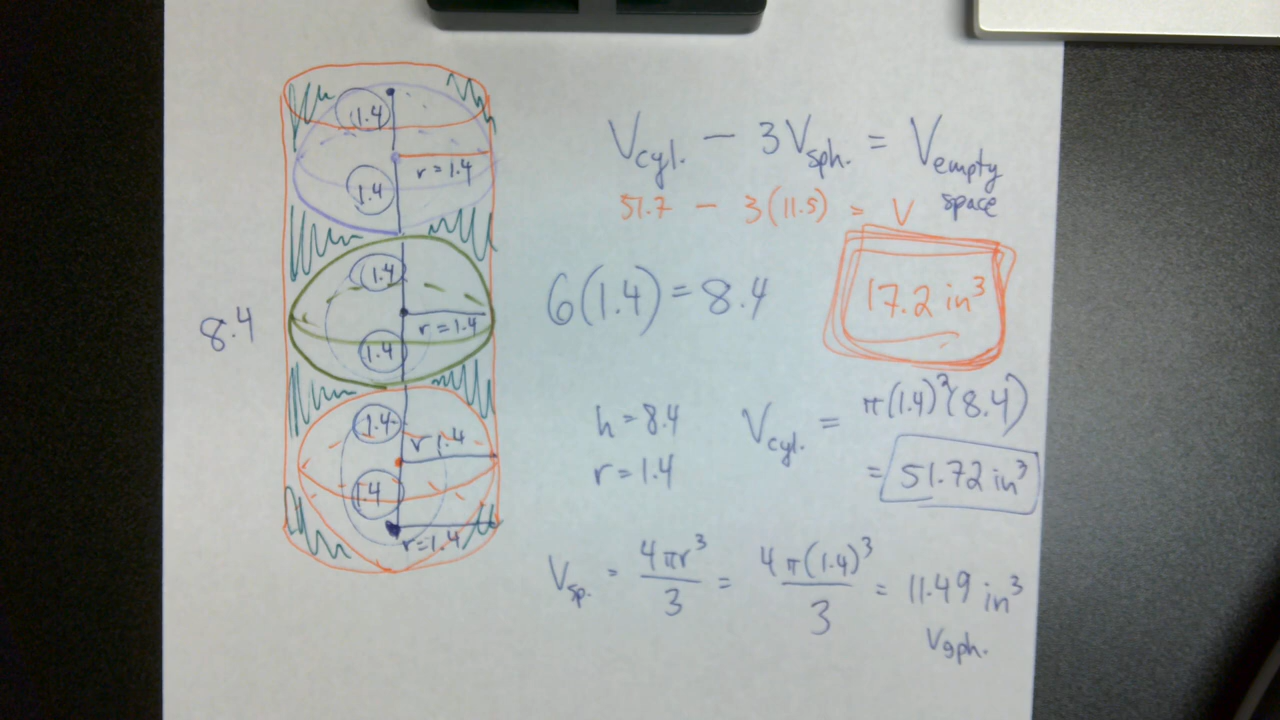 1.4
r = 1.4
1.4
1.4
r = 1.4
1.4
8.4
1.4
r 1.4
1.4
r = 1.4
Vcyl. - 3Vsph. = Vempty space
51.7 - 3(11.5) = V
17.2 in³
6(1.4) = 8.4
h = 8.4
r = 1.4
Vcyl. = π(1.4)²(8.4)
= 51.72 in³
Vsp. = 4πr³/3 = 4π(1.4)³/3 = 11.49 in³
Vsph.